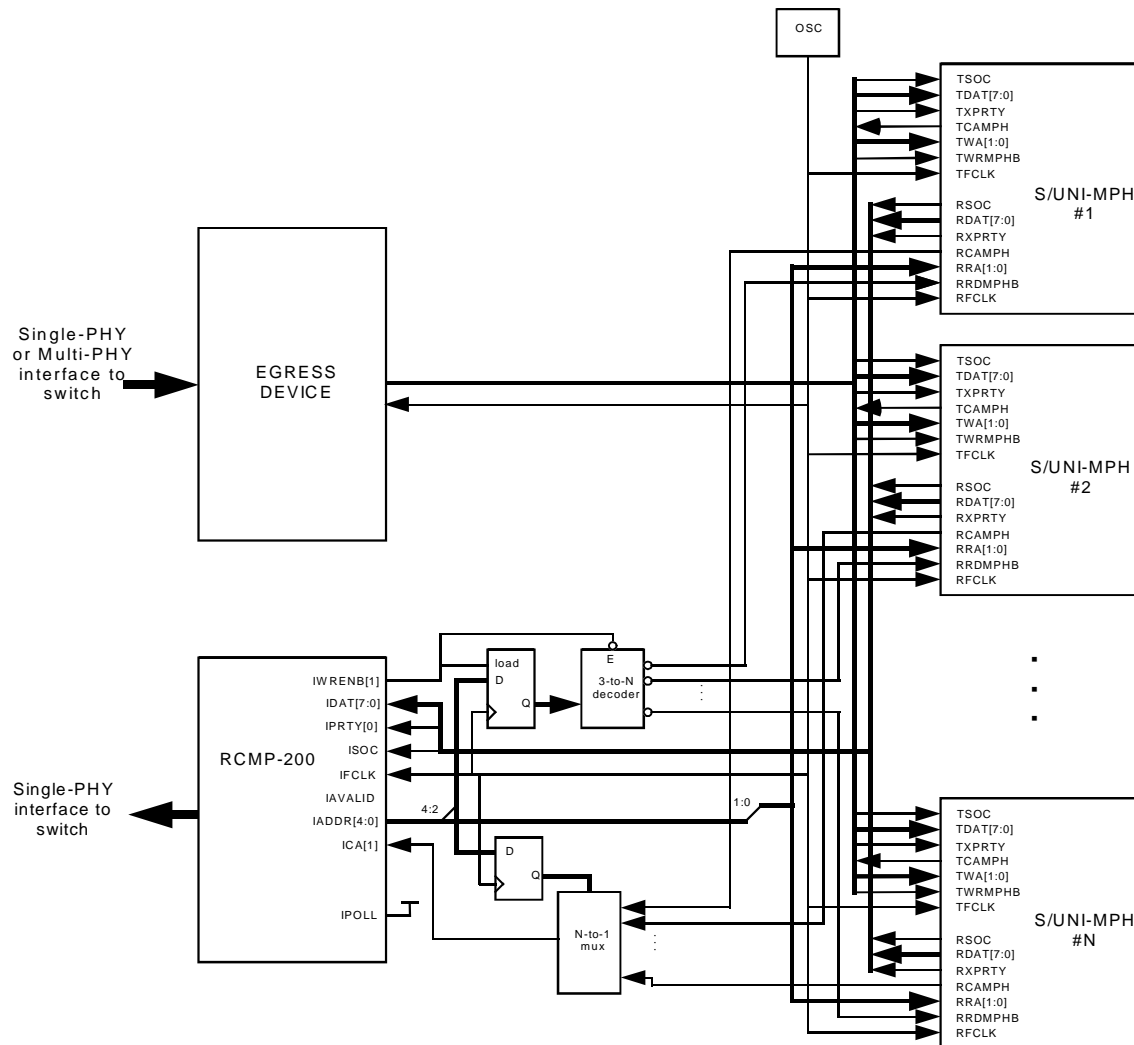 OSC
TSOC
TDAT[7:0]
TXPRTY
TCAMPH
TWA[1:0]
TWRMPHB
TFCLK
RSOC
RDAT[7:0]
RXPRTY
RCAMPH
RRA[1:0]
RRDMPHB
RFCLK
S/UNI-MPH
#1
Single-PHY
or Multi-PHY
interface to
switch
EGRESS
DEVICE
TSOC
TDAT[7:0]
TXPRTY
TCAMPH
TWA[1:0]
TWRMPHB
TFCLK
RSOC
RDAT[7:0]
RXPRTY
RCAMPH
RRA[1:0]
RRDMPHB
RFCLK
S/UNI-MPH
#2
Single-PHY
interface to
switch
RCMP-200
IWRENB[1]
IDAT[7:0]
IPRTY[0]
ISOC
IFCLK
IAVALID
IADDR[4:0]
ICA[1]
IPOLL
load
D
Q
E
3-to-N
decoder
4:2
1:0
D
Q
N-to-1
mux
TSOC
TDAT[7:0]
TXPRTY
TCAMPH
TWA[1:0]
TWRMPHB
TFCLK
RSOC
RDAT[7:0]
RXPRTY
RCAMPH
RRA[1:0]
RRDMPHB
RFCLK
S/UNI-MPH
#N